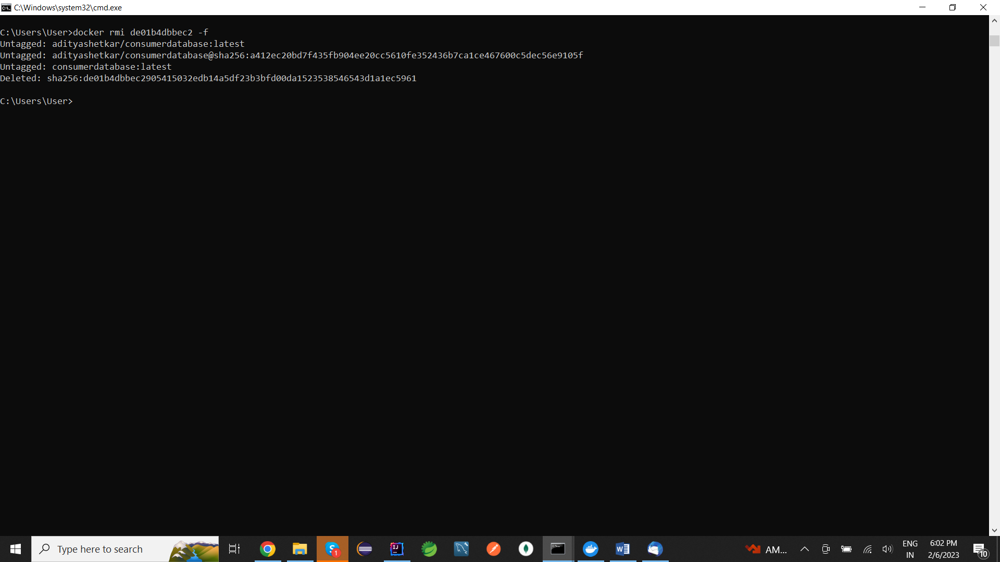 C:\Windows\system32\cmd.exe
C:\Users\User>docker rmi de01b4dbbec2 -f
Untagged: adityashetkar/consumerdatabase:latest
Untagged: adityashetkar/consumerdatabase@sha256:a412ec20bd7f435fb904ee20cc5610fe352436b7ca1ce467600c5dec56e9105f
Untagged: consumerdatabase:latest
Deleted: sha256:de01b4dbbec2905415032edb14a5df23b3bfd00da1523538546543d1a1ec5961
C:\Users\User>
Type here to search
1
IJ
AM...
ENG
IN
6:02 PM
2/6/2023
10